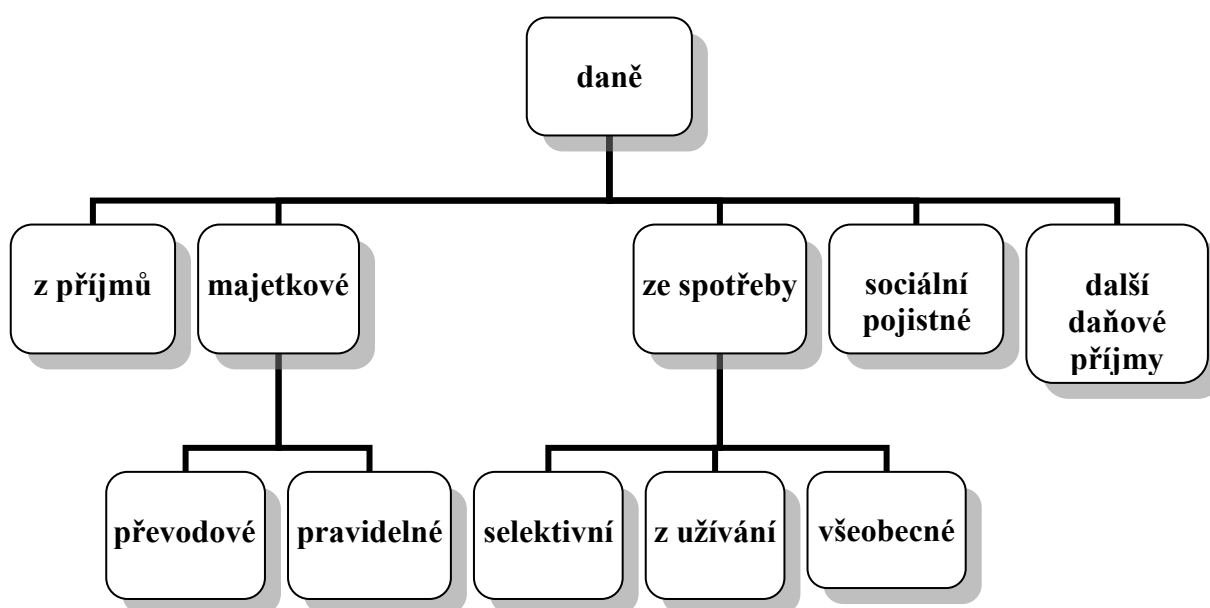 daně
z příjmů
majetkové
ze spotřeby
sociální
pojistné
další
daňové
příjmy
převodové
pravidelné
selektivní
z užívání
všeobecné